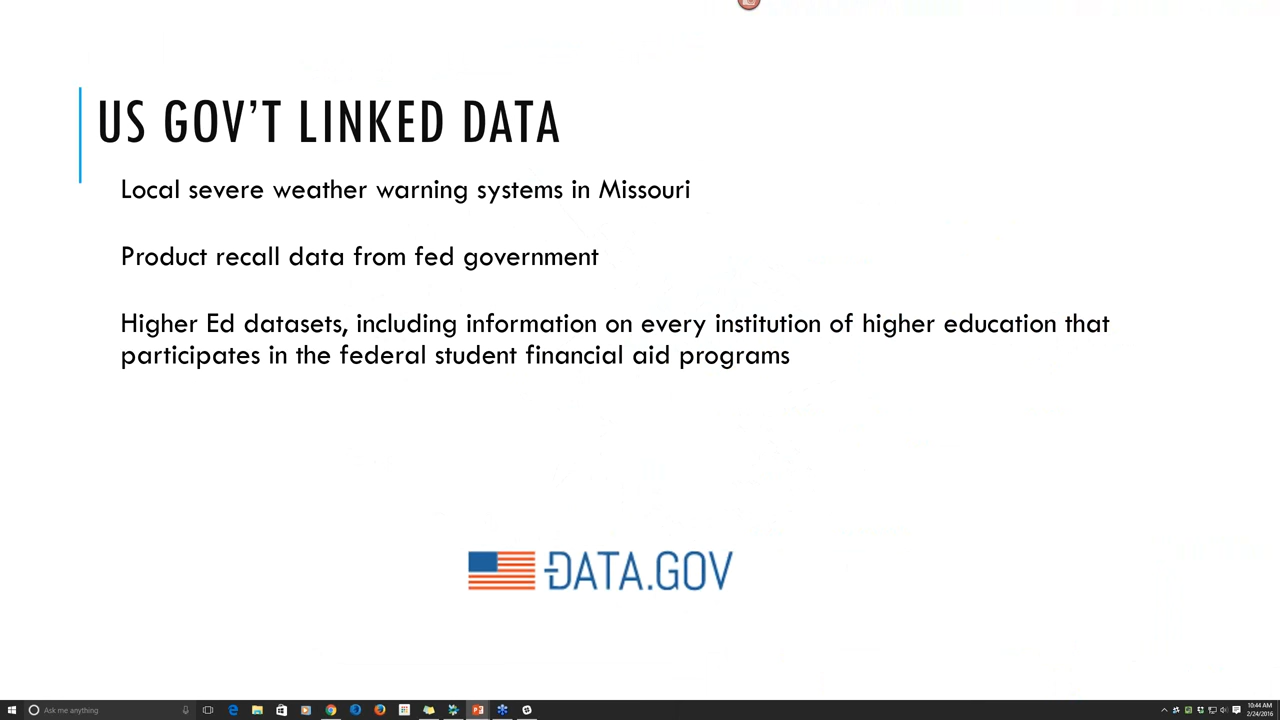 US GOV'T LINKED DATA
Local severe weather warning systems in Missouri
Product recall data from fed government
Higher Ed datasets, including information on every institution of higher education that
participates in the federal student financial aid programs
DATA.GOV
Ask me anything
10:44 AM
2/24/2016